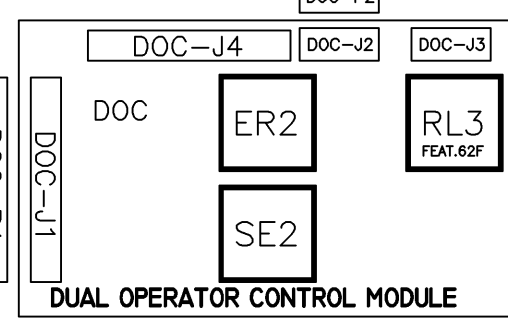 DOC-J4
DOC-J2
DOC-J3
DOC
ER2
RL3
FEAT.62F
DOC-J1
SE2
DUAL OPERATOR CONTROL MODULE